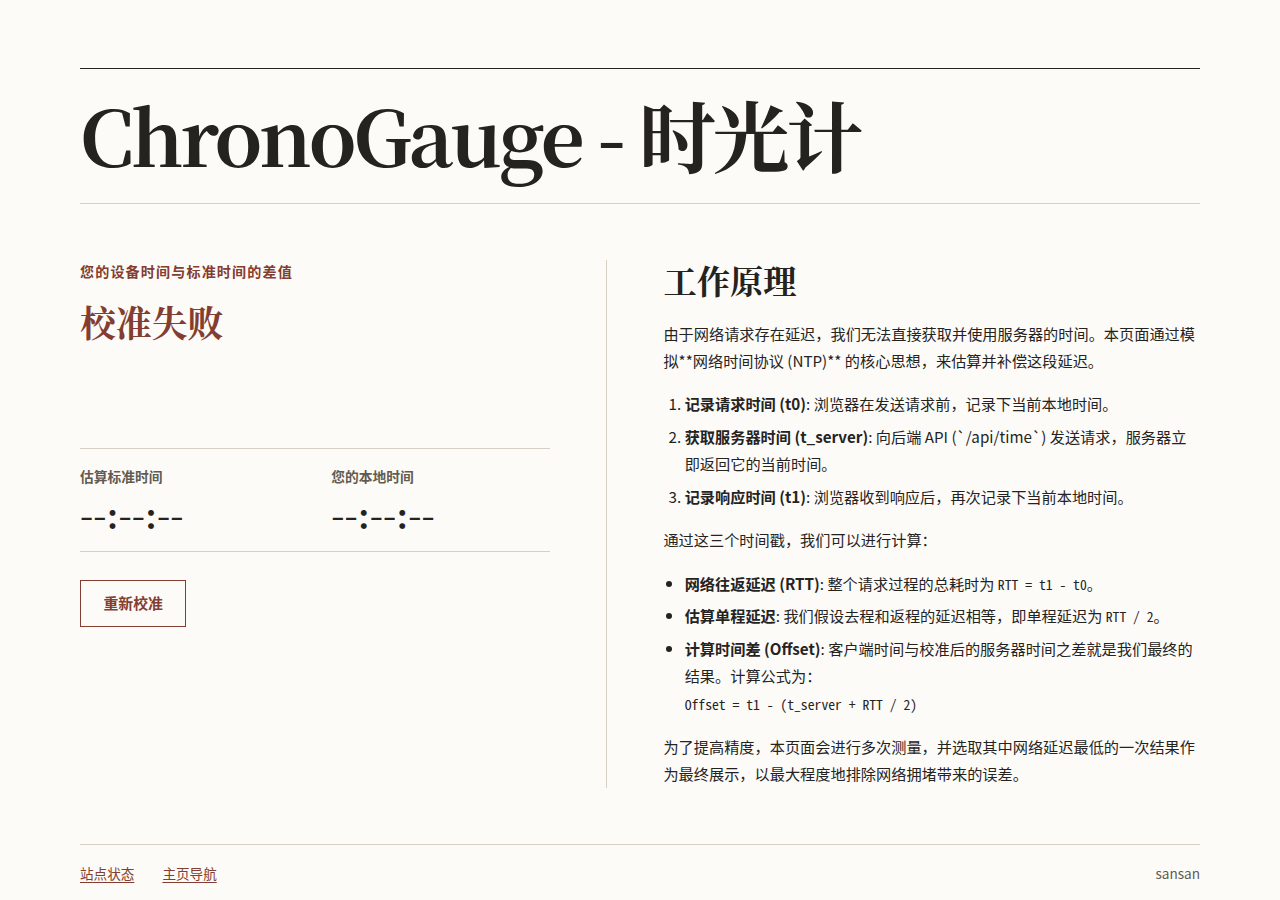 ChronoGauge - 时光计
您的设备时间与标准时间的差值
校准失败
估算标准时间
--:--:--
您的本地时间
--:--:--
重新校准
工作原理
由于网络请求存在延迟，我们无法直接获取并使用服务器的时间。本页面通过模
拟**网络时间协议 (NTP)** 的核心思想，来估算并补偿这段延迟。
1. 记录请求时间 (t0): 浏览器在发送请求前，记录下当前本地时间。
2. 获取服务器时间 (t_server): 向后端 API (`/api/time`) 发送请求，服务器立
即返回它的当前时间。
3. 记录响应时间 (t1): 浏览器收到响应后，再次记录下当前本地时间。
通过这三个时间戳，我们可以进行计算：
• 网络往返延迟 (RTT): 整个请求过程的总耗时为 RTT = t1 - t0。
• 估算单程延迟: 我们假设去程和返程的延迟相等，即单程延迟为 RTT / 2。
• 计算时间差 (Offset): 客户端时间与校准后的服务器时间之差就是我们最终的
结果。计算公式为：
Offset = t1 - (t_server + RTT / 2)
为了提高精度，本页面会进行多次测量，并选取其中网络延迟最低的一次结果作
为最终展示，以最大程度地排除网络拥堵带来的误差。
站点状态 主页导航
sansan